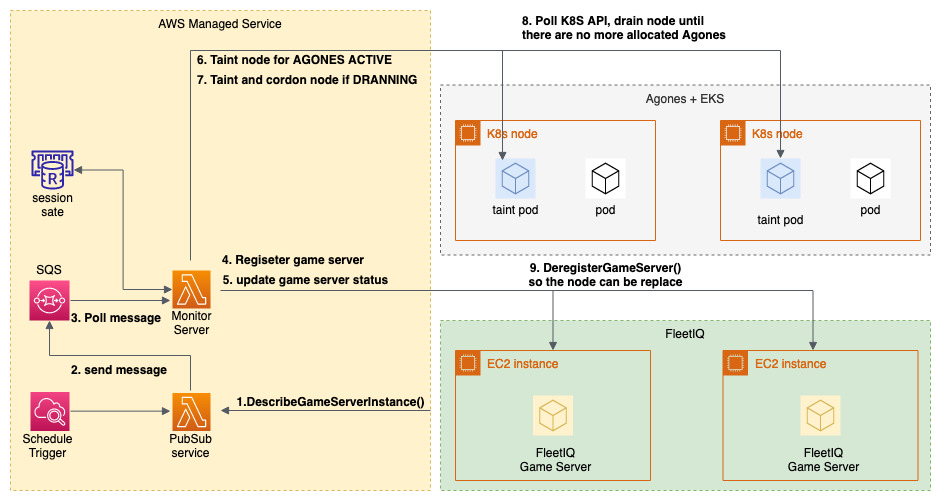 AWS Managed Service
8. Poll K8S API, drain node until
there are no more allocated Agones
6. Taint node for AGONES ACTIVE
7. Taint and cordon node if DRANNING
Agones + EKS
K8s node
K8s node
R
session
sate
taint pod
pod
taint pod
pod
4. Regiseter game server
5. update game server status
9. DeregisterGameServer()
so the node can be replace
SQS
3. Poll message
Monitor
Server
FleetIQ
2. send message
EC2 instance
EC2 instance
1.DescribeGameServerInstance()
Schedule
Trigger
PubSub
service
FleetIQ
Game Server
FleetIQ
Game Server